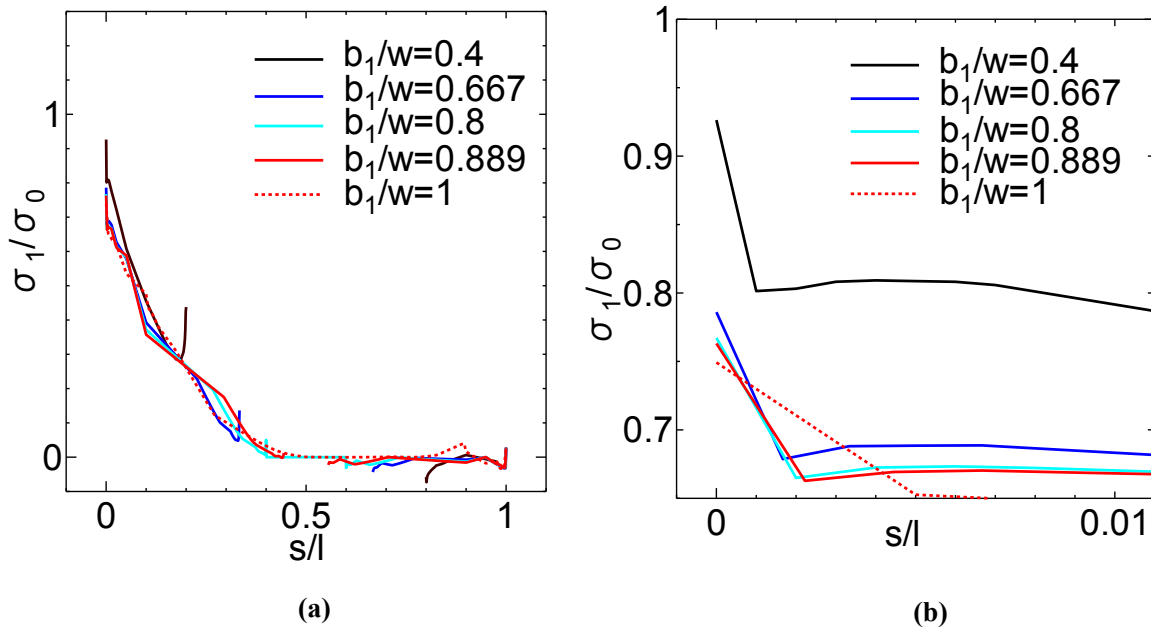 b₁/w=0.4
b₁/w=0.667
b₁/w=0.8
b₁/w=0.889
b₁/w=1
σ₁/σ₀
1
0
0
0.5
1
s/l
(a)
b₁/w=0.4
b₁/w=0.667
b₁/w=0.8
b₁/w=0.889
b₁/w=1
σ₁/σ₀
1
0.9
0.8
0.7
0
0.01
s/l
(b)